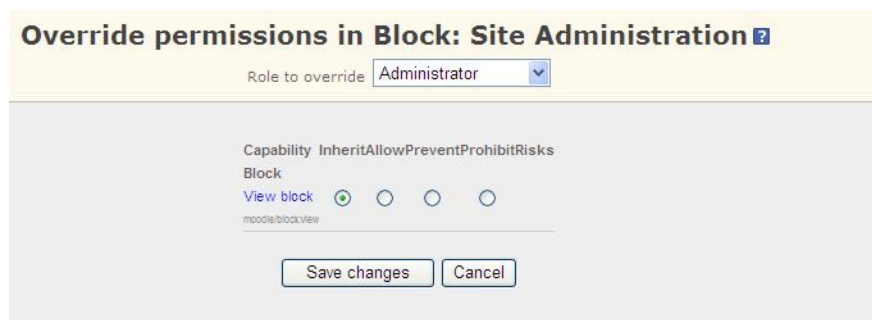 Override permissions in Block: Site Administration ?
Role to override Administrator
Capability InheritAllowPreventProhibitRisks
Block
View block
moodle/block:view
Save changes Cancel